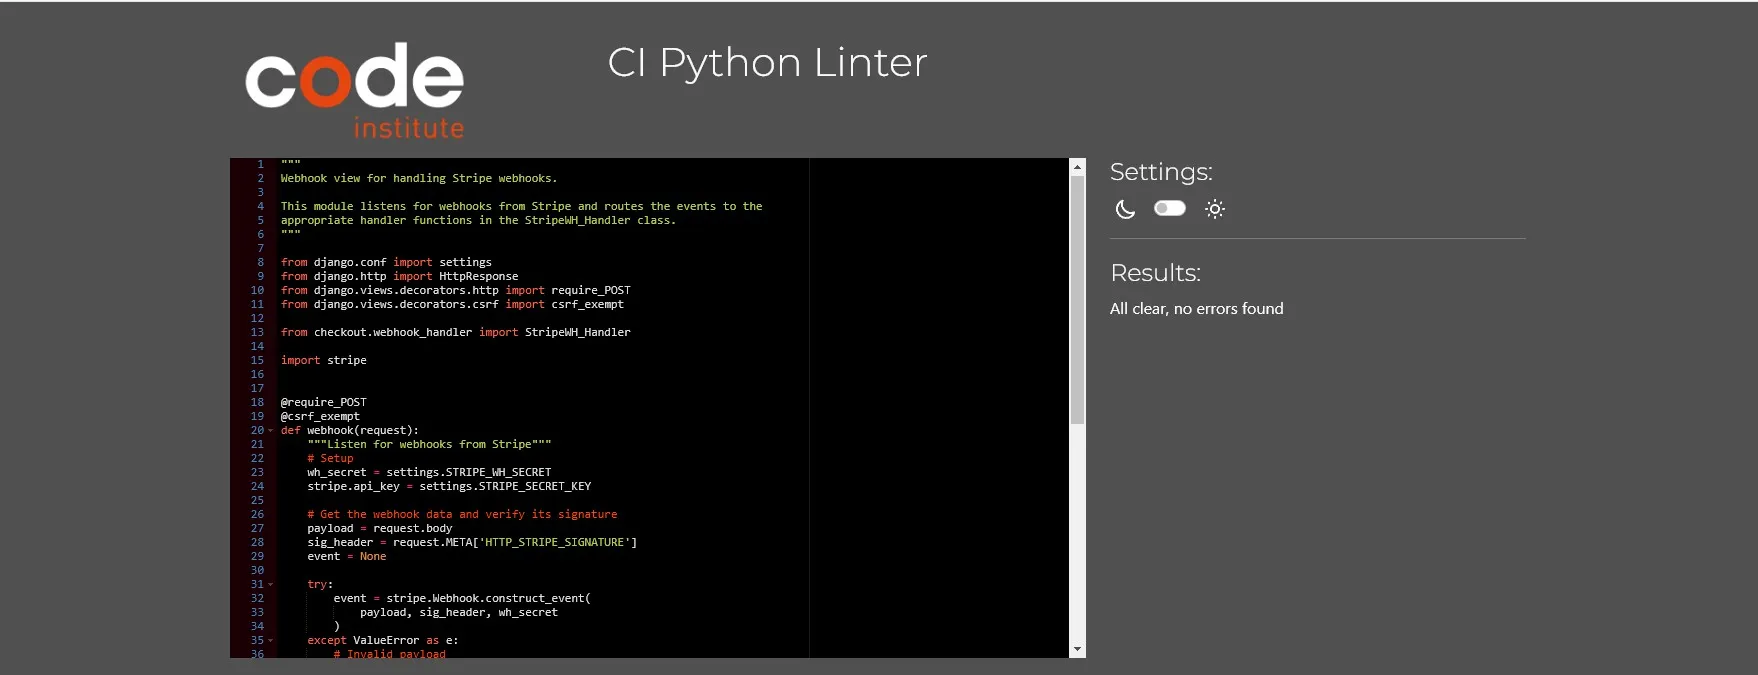 code
institute
CI Python Linter
1 """
2 Webhook view for handling Stripe webhooks.
3
4 This module listens for webhooks from Stripe and routes the events to the
5 appropriate handler functions in the StripeWH_Handler class.
6 """
7
8 from django.conf import settings
9 from django.http import HttpResponse
10 from django.views.decorators.http import require_POST
11 from django.views.decorators.csrf import csrf_exempt
12
13 from checkout.webhook_handler import StripeWH_Handler
14
15 import stripe
16
17
18 @require_POST
19 @csrf_exempt
20 def webhook(request):
21     """Listen for webhooks from Stripe"""
22     # Setup
23     wh_secret = settings.STRIPE_WH_SECRET
24     stripe.api_key = settings.STRIPE_SECRET_KEY
25
26     # Get the webhook data and verify its signature
27     payload = request.body
28     sig_header = request.META['HTTP_STRIPE_SIGNATURE']
29     event = None
30
31     try:
32         event = stripe.Webhook.construct_event(
33             payload, sig_header, wh_secret
34         )
35     except ValueError as e:
36         # Invalid payload
Settings:
Results:
All clear, no errors found